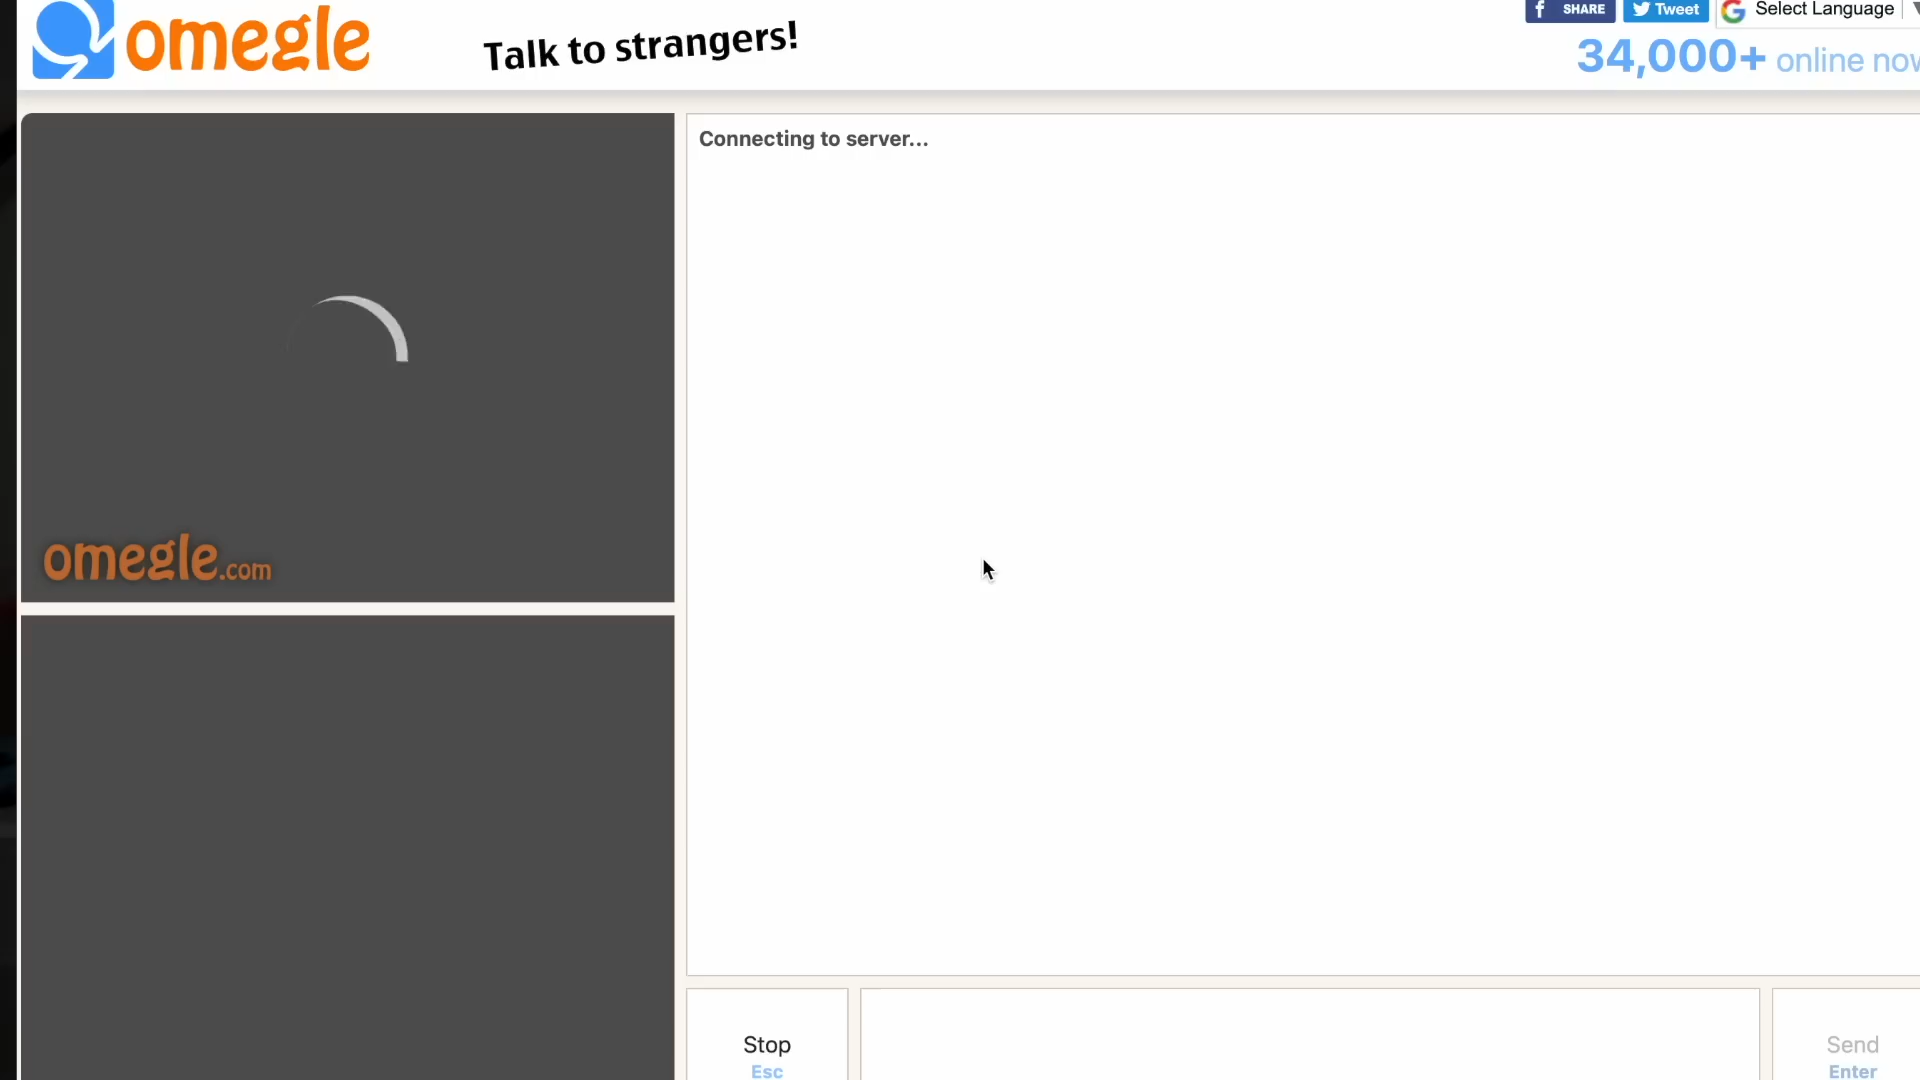 omegle
Talk to strangers!
f SHARE
Tweet
Select Language
34,000+ online now
Connecting to server...
omegle.com
Stop
Esc
Send
Enter